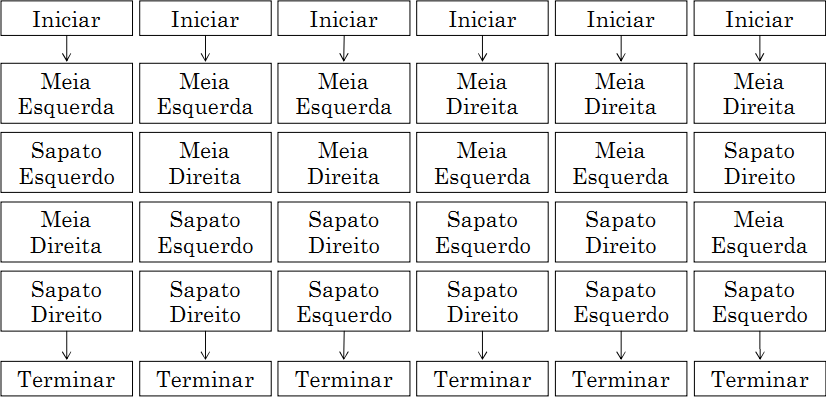 Iniciar Iniciar Iniciar Iniciar Iniciar Iniciar
Meia Meia Meia Meia Meia Meia
Esquerda Esquerda Esquerda Direita Direita Direita
Sapato Meia Meia Meia Meia Sapato
Esquerdo Direita Direita Esquerda Esquerda Direito
Meia Sapato Sapato Sapato Sapato Meia
Direita Esquerdo Direito Esquerdo Direito Esquerda
Sapato Sapato Sapato Sapato Sapato Sapato
Direito Direito Esquerdo Direito Esquerdo Esquerdo
Terminar Terminar Terminar Terminar Terminar Terminar